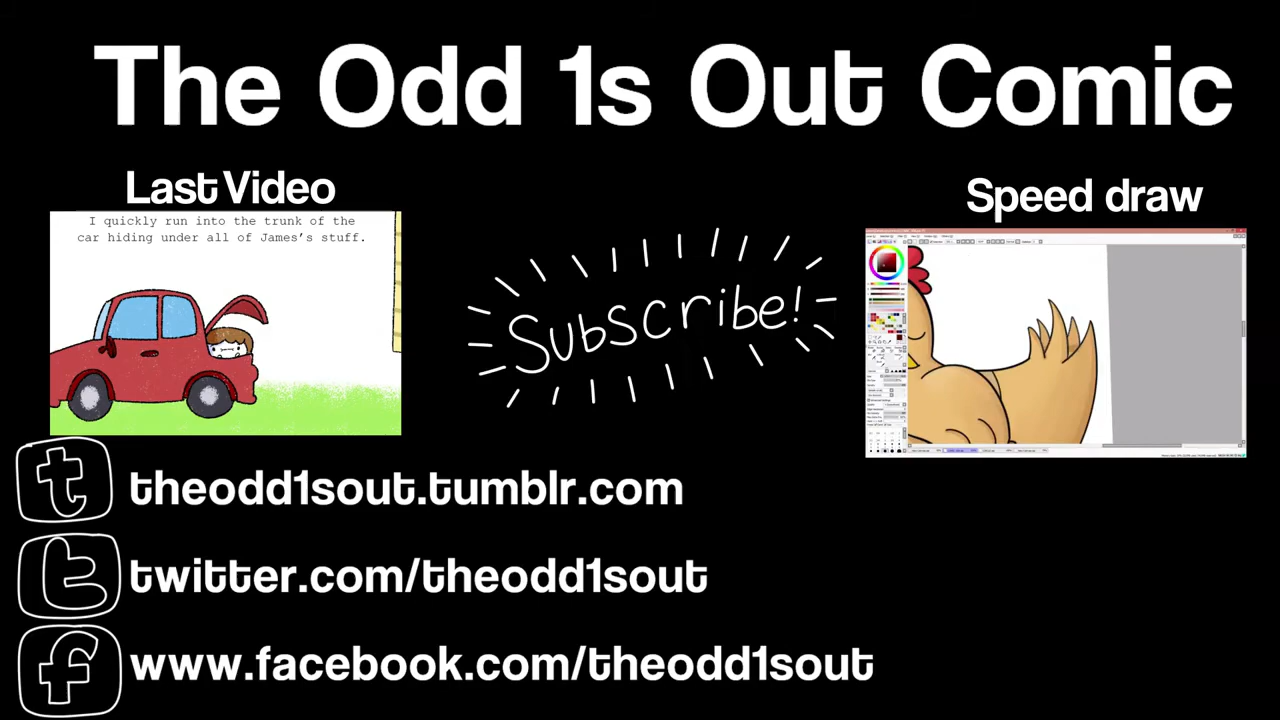 The Odd 1s Out Comic
Last Video
Speed draw
I quickly run into the trunk of the
car hiding under all of James's stuff.
Subscribe!
theodd1sout.tumblr.com
twitter.com/theodd1sout
www.facebook.com/theodd1sout